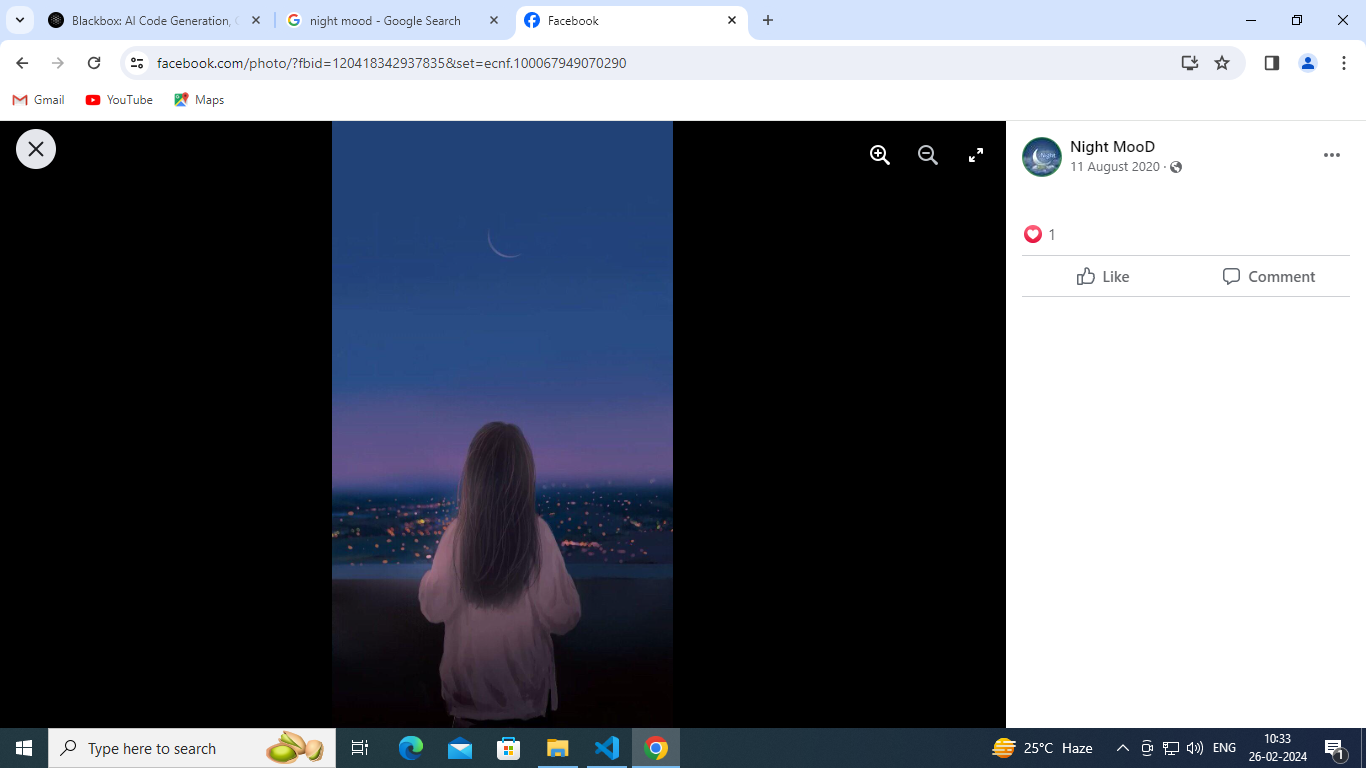 Blackbox: AI Code Generation,
night mood - Google Search
Facebook
facebook.com/photo/?fbid=120418342937835&set=ecnf.100067949070290
Gmail
YouTube
Maps
Night MooD
11 August 2020 ·
1
Like
Comment
Night
Type here to search
25°C Haze
ENG
10:33
26-02-2024
1